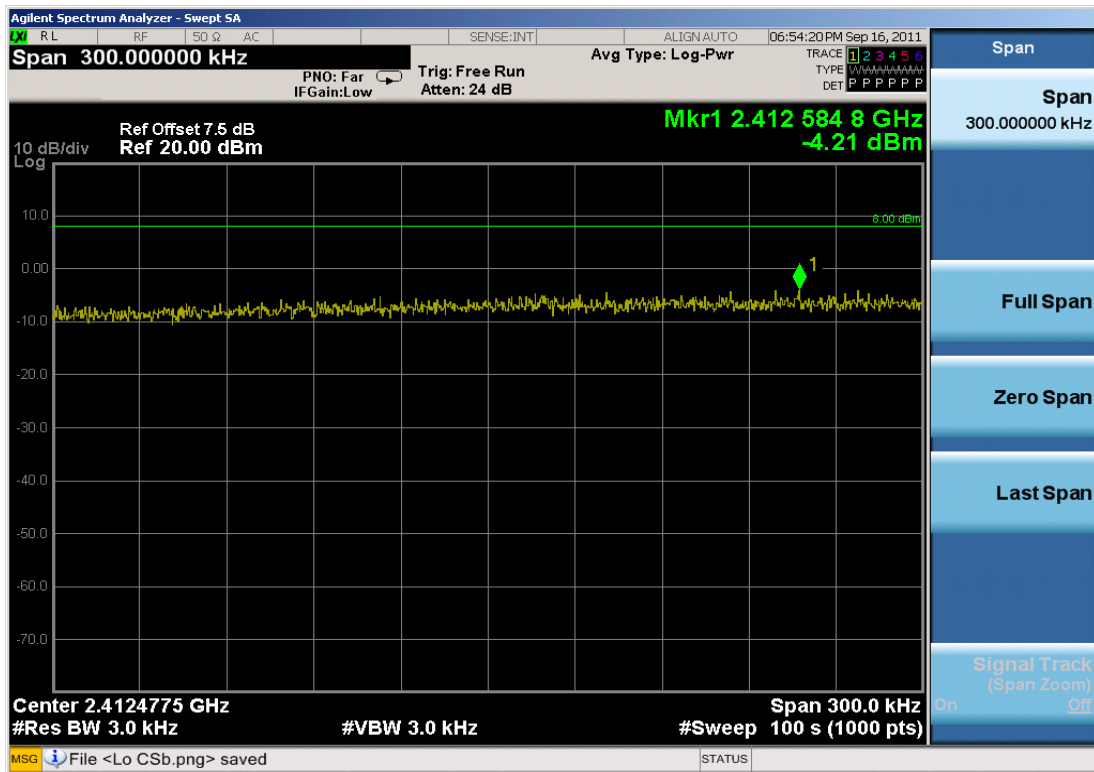 Agilent Spectrum Analyzer - Swept SA
LXI RL RF 50 Ω AC SENSE:INT ALIGN AUTO 06:54:20 PM Sep 16, 2011
Span 300.000000 kHz
PNO: Far
IFGain:Low
Trig: Free Run
Atten: 24 dB
Avg Type: Log-Pwr
TRACE 1 2 3 4 5 6
TYPE
DET P P P P P P
Mkr1 2.412 584 8 GHz
-4.21 dBm
Ref Offset 7.5 dB
Ref 20.00 dBm
10 dB/div
Log
10.0
8.00 dBm
0.00
1
-10.0
-20.0
-30.0
-40.0
-50.0
-60.0
-70.0
Center 2.4124775 GHz
Span 300.0 kHz
#Res BW 3.0 kHz
#VBW 3.0 kHz
#Sweep 100 s (1000 pts)
MSG
File <Lo CSb.png> saved
STATUS
Span
Span
300.000000 kHz
Full Span
Zero Span
Last Span
Signal Track
(Span Zoom)
On Off